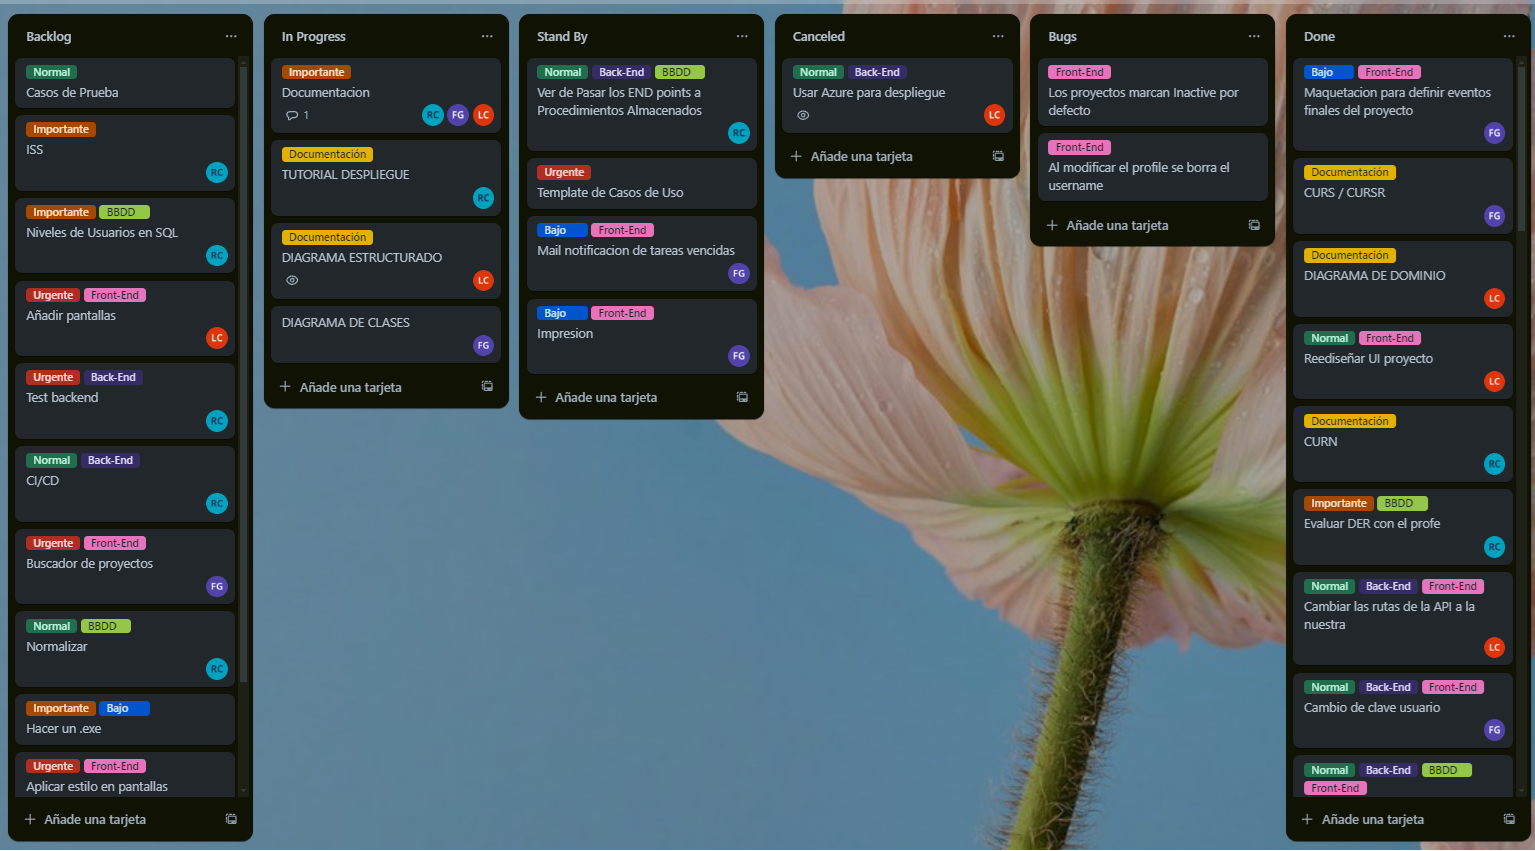 Backlog
Normal
Casos de Prueba
Importante
ISS
RC
Importante BBDD
Niveles de Usuarios en SQL
RC
Urgente Front-End
Añadir pantallas
LC
Urgente Back-End
Test backend
RC
Normal Back-End
CI/CD
RC
Urgente Front-End
Buscador de proyectos
FG
Normal BBDD
Normalizar
RC
Importante Bajo
Hacer un .exe
Urgente Front-End
Aplicar estilo en pantallas
+ Añade una tarjeta
In Progress
Importante
Documentacion
1 RC FG LC
Documentación
TUTORIAL DESPLIEGUE
RC
Documentación
DIAGRAMA ESTRUCTURADO
LC
DIAGRAMA DE CLASES
FG
+ Añade una tarjeta
Stand By
Normal Back-End BBDD
Ver de Pasar los END points a
Procedimientos Almacenados
RC
Urgente
Template de Casos de Uso
Bajo Front-End
Mail notificacion de tareas vencidas
FG
Bajo Front-End
Impresion
FG
+ Añade una tarjeta
Canceled
Normal Back-End
Usar Azure para despliegue
LC
+ Añade una tarjeta
Bugs
Front-End
Los proyectos marcan Inactive por
defecto
Front-End
Al modificar el profile se borra el
username
+ Añade una tarjeta
Done
Bajo Front-End
Maquetacion para definir eventos
finales del proyecto
FG
Documentación
CURS / CURSR
FG
Documentación
DIAGRAMA DE DOMINIO
LC
Normal Front-End
Reediseñar UI proyecto
LC
Documentación
CURN
RC
Importante BBDD
Evaluar DER con el profe
RC
Normal Back-End Front-End
Cambiar las rutas de la API a la
nuestra
LC
Normal Back-End Front-End
Cambio de clave usuario
FG
Normal Back-End BBDD
Front-End
+ Añade una tarjeta